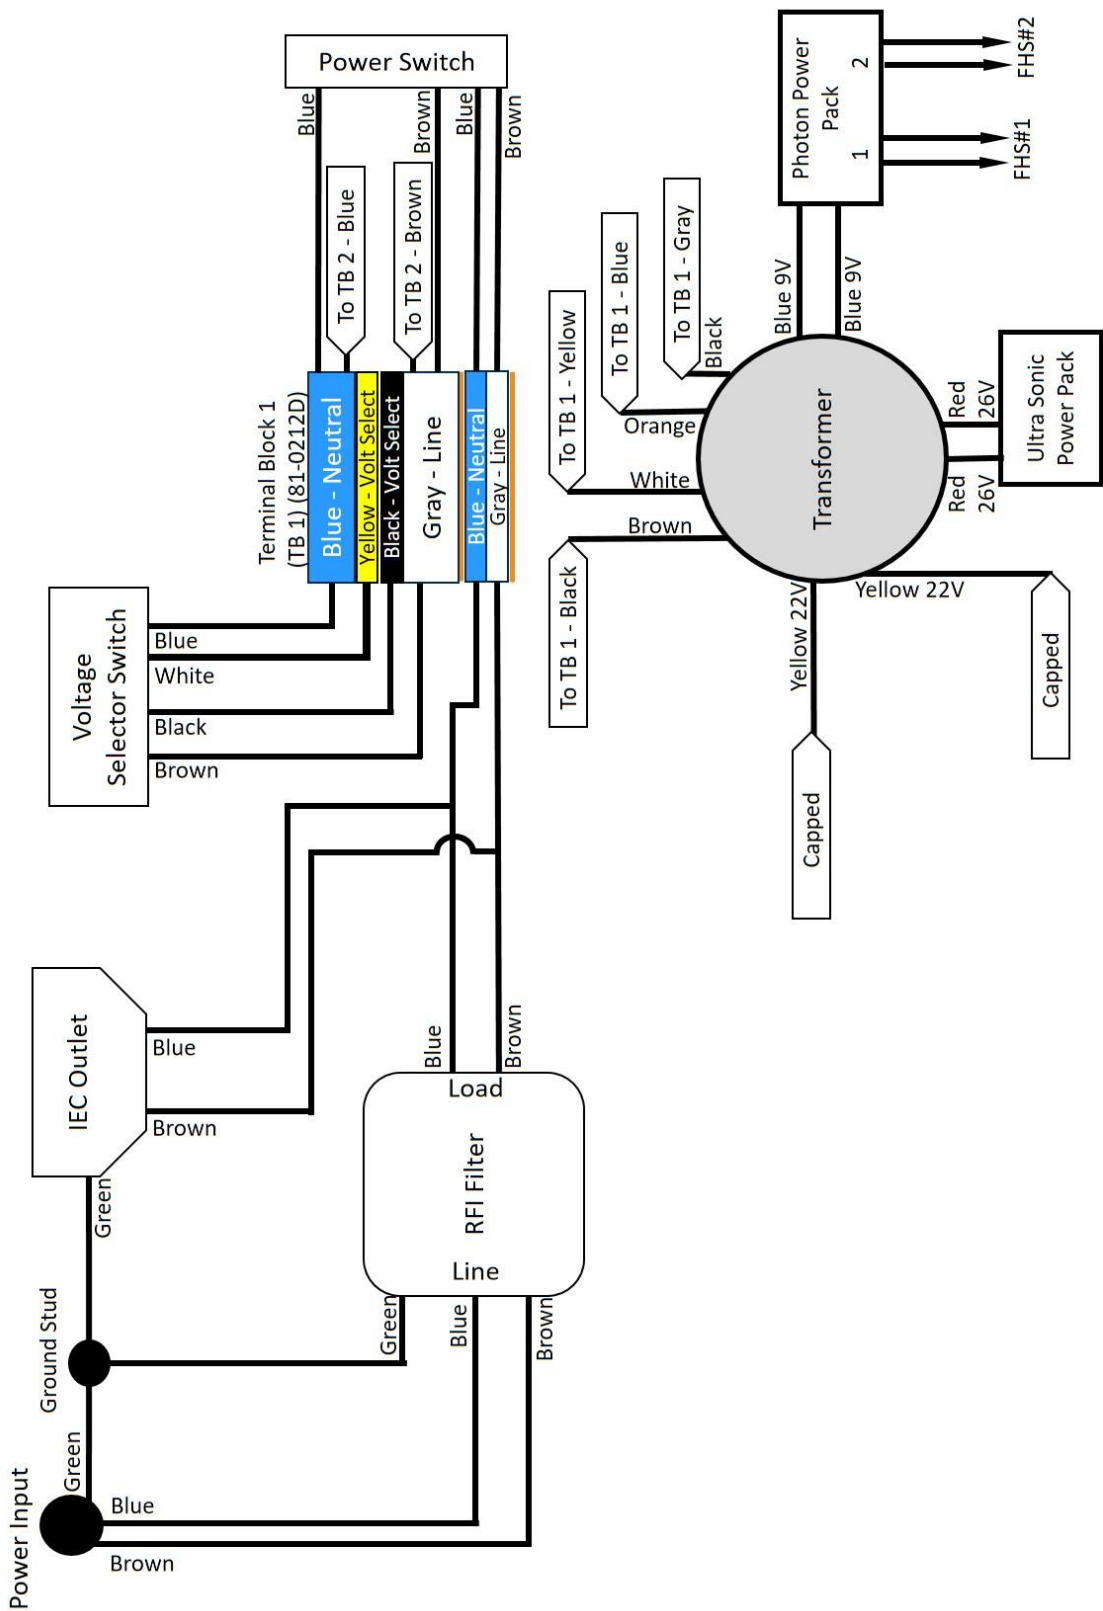 Power Input
Green
Blue
Brown
Ground Stud
Green
IEC Outlet
Blue
Brown
Green
Blue
Brown
Line
RFI Filter
Load
Blue
Brown
Voltage
Selector Switch
Blue
White
Black
Brown
Terminal Block 1
(TB 1) (81-0212D)
Blue - Neutral
Yellow - Volt Select
Black - Volt Select
Gray - Line
Blue - Neutral
Gray - Line
To TB 2 - Blue
To TB 2 - Brown
Blue
Brown
Blue
Brown
Power Switch
To TB 1 - Black
To TB 1 - Yellow
To TB 1 - Blue
To TB 1 - Gray
Brown
White
Orange
Black
Transformer
Yellow 22V
Yellow 22V
Capped
Capped
Blue 9V
Blue 9V
Red
26V
Red
26V
Ultra Sonic
Power Pack
Photon Power
Pack
1
2
FHS#1
FHS#2